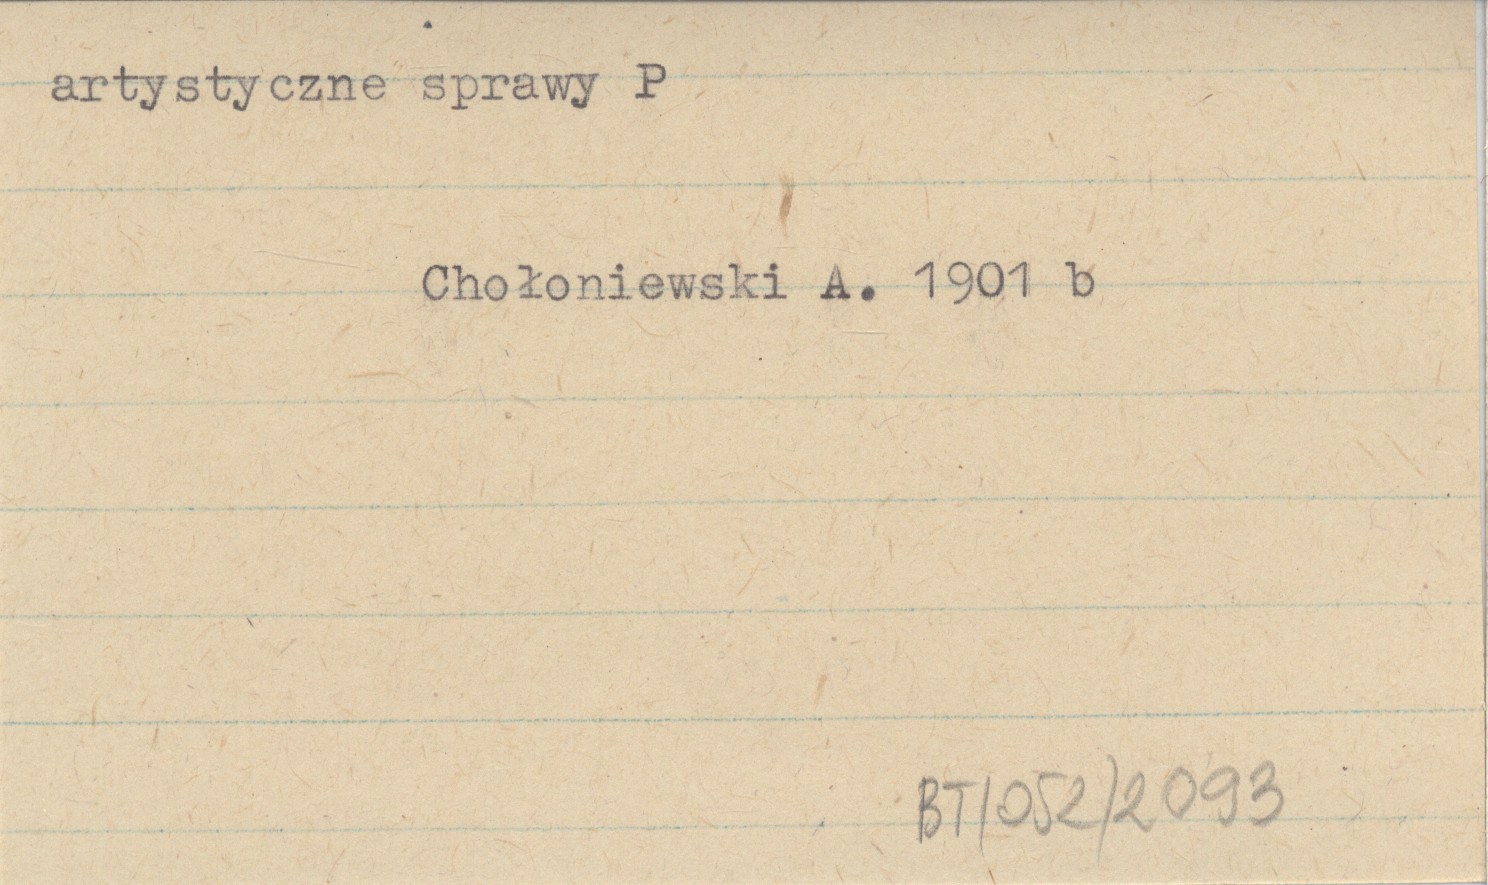 artystyczne sprawy P
Chołoniewski A. 1901 b
BT/052/2093